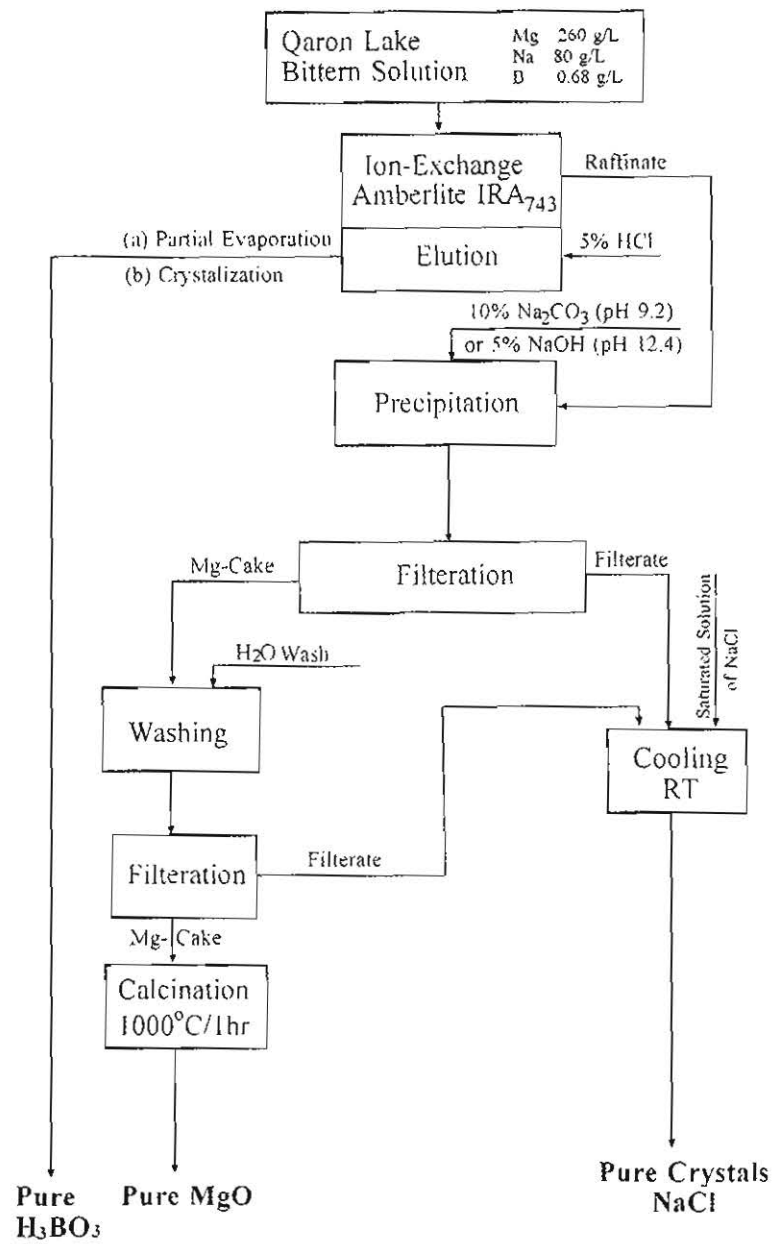 Qaron Lake
Bittern Solution
Mg 260 g/L
Na 80 g/L
B 0.68 g/L
Ion-Exchange
Amberlite IRA743
Raftinate
(a) Partial Evaporation
(b) Crystalization
Elution
5% HCl
10% Na2CO3 (pH 9.2)
or 5% NaOH (pH 12.4)
Precipitation
Mg-Cake
Filteration
Filterate
Saturated Solution
of NaCl
H2O Wash
Washing
Cooling
RT
Filteration
Filterate
Mg-Cake
Calcination
1000°C/1hr
Pure
H3BO3
Pure MgO
Pure Crystals
NaCl